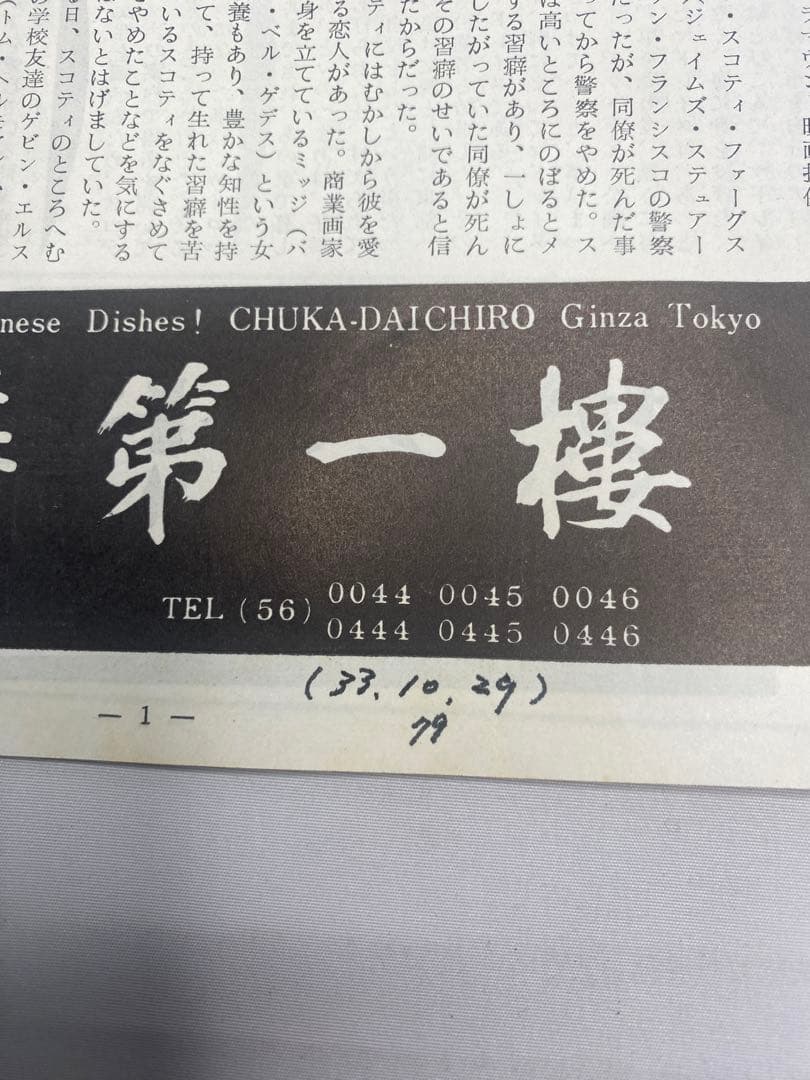 ・スコティ・ファーグス
ジェイムズ・ステュアー
ン・フランシスコの警察
だったが、同僚が死んだ事
ってから警察をやめた。ス
は高いところにのぼるとメ
する習癖があり、一しょに
したがっていた同僚が死ん
その習癖のせいであると信
たからだった。
ティにはむかしから彼を愛
る恋人があった。商業画家
身を立てているミッジ（バ
・ベル・ゲデス）という女
養もあり、豊かな知性を持
て、持って生れた習癖を苦
いるスコティをなぐさめて
をやめたことなどを気にする
はないとはげましていた。
る日、スコティのところへむ
の学校友達のゲビン・エルス
nese Dishes! CHUKA-DAICHIRO Ginza Tokyo
第一樓
TEL (56) 0044 0045 0046
0444 0445 0446
(33.10.29)
79
— 1 —